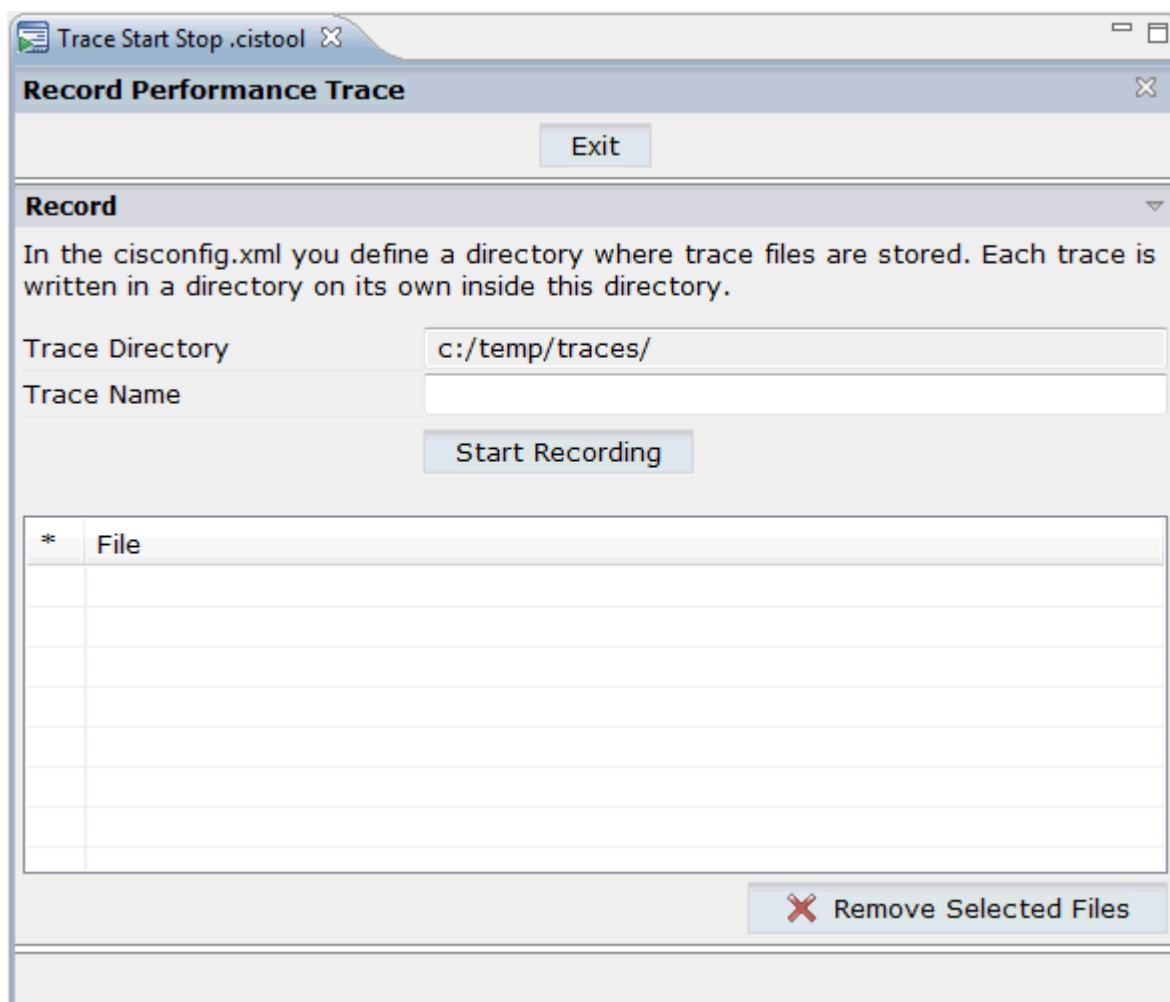 Trace Start Stop .cistool
Record Performance Trace
Exit
Record
In the cisconfig.xml you define a directory where trace files are stored. Each trace is
written in a directory on its own inside this directory.
Trace Directory c:/temp/traces/
Trace Name
Start Recording
* File
Remove Selected Files